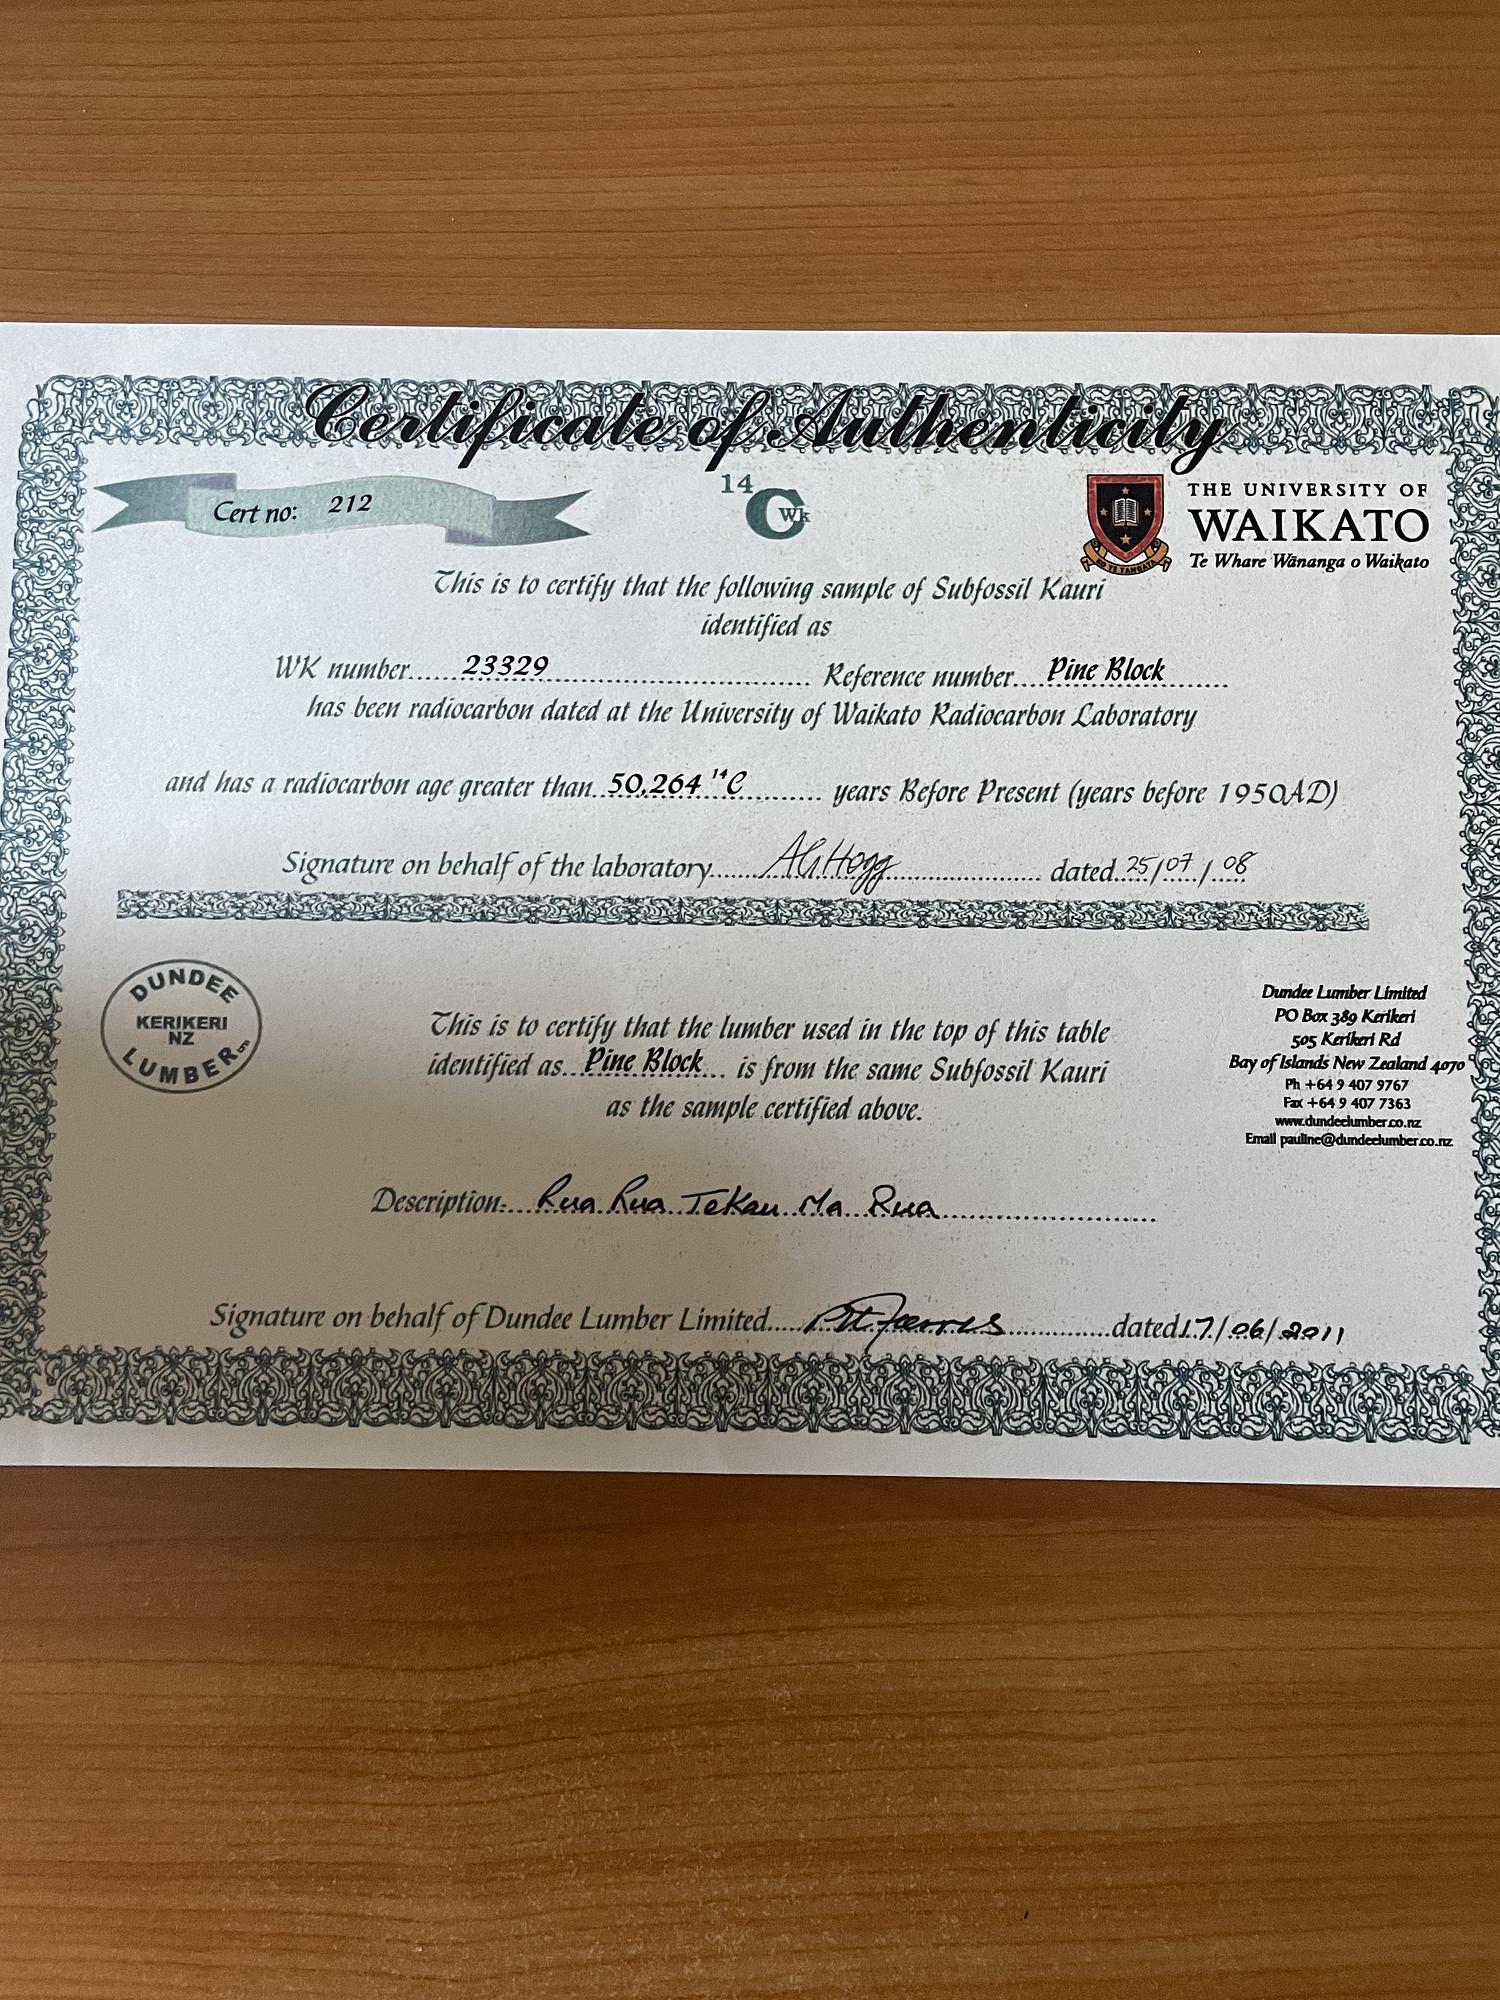 Certificate of Authenticity
Cert no: 212
14
C
Wk
THE UNIVERSITY OF
WAIKATO
Te Whare Wānanga o Waikato
KO TE TANGATA
This is to certify that the following sample of Subfossil Kauri
identified as
WK number......23329.................................. Reference number....Pine Block........
has been radiocarbon dated at the University of Waikato Radiocarbon Laboratory
and has a radiocarbon age greater than..50,264 ¹⁴C.......... years Before Present (years before 1950AD)
Signature on behalf of the laboratory......AG Hogg.................... dated..25/07/08
DUNDEE
KERIKERI
NZ
LUMBER LTD
Dundee Lumber Limited
PO Box 389 Kerikeri
505 Kerikeri Rd
Bay of Islands New Zealand 4070
Ph +64 9 407 9767
Fax +64 9 407 7363
www.dundeelumber.co.nz
Email pauline@dundeelumber.co.nz
This is to certify that the lumber used in the top of this table
identified as...Pine Block... is from the same Subfossil Kauri
as the sample certified above.
Description:....Rua Rua Tekau Ma Rua..............................
Signature on behalf of Dundee Lumber Limited...............................dated17/06/2011